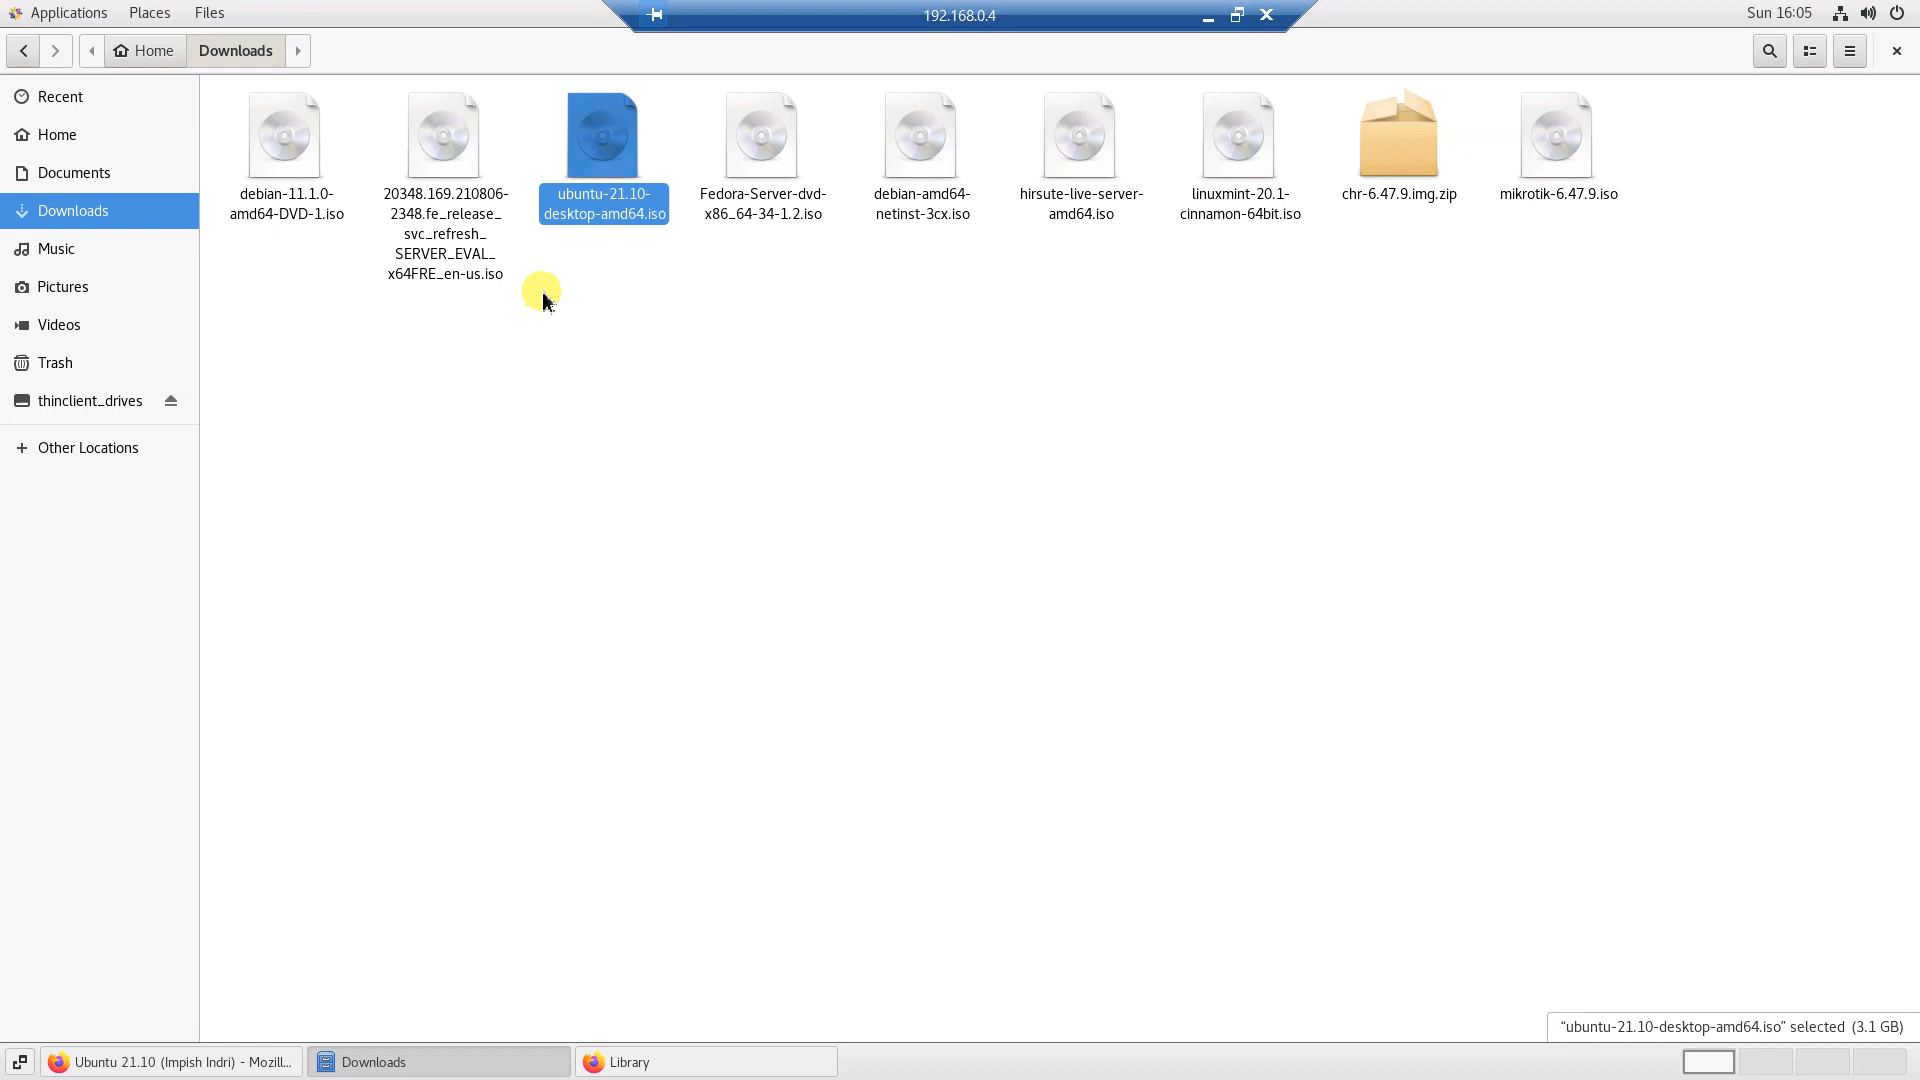 Applications Places Files
192.168.0.4
Sun 16:05
Home Downloads
Recent
Home
Documents
Downloads
Music
Pictures
Videos
Trash
thinclient_drives
Other Locations
debian-11.1.0-
amd64-DVD-1.iso
20348.169.210806-
2348.fe_release_
svc_refresh_
SERVER_EVAL_
x64FRE_en-us.iso
ubuntu-21.10-
desktop-amd64.iso
Fedora-Server-dvd-
x86_64-34-1.2.iso
debian-amd64-
netinst-3cx.iso
hirsute-live-server-
amd64.iso
linuxmint-20.1-
cinnamon-64bit.iso
chr-6.47.9.img.zip
mikrotik-6.47.9.iso
“ubuntu-21.10-desktop-amd64.iso” selected (3.1 GB)
Ubuntu 21.10 (Impish Indri) - Mozill...
Downloads
Library